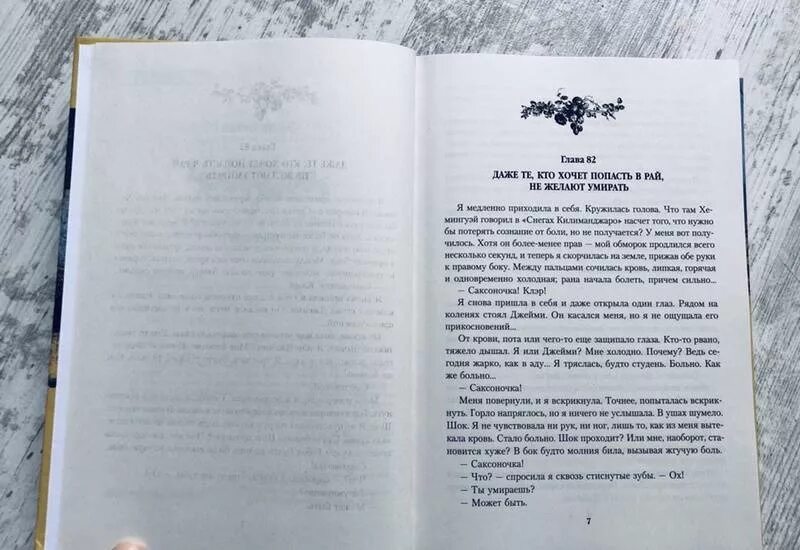 Глава 82
ДАЖЕ ТЕ, КТО ХОЧЕТ ПОПАСТЬ В РАЙ,
НЕ ЖЕЛАЮТ УМИРАТЬ
Я медленно приходила в себя. Кружилась голова. Что там Хе-
мингуэй говорил в «Снегах Килиманджаро» насчет того, что нужно
бы потерять сознание от боли, но не получается? У меня вот полу-
чилось. Хотя он более-менее прав – мой обморок продлился всего
несколько секунд, и теперь я скорчилась на земле, прижав обе руки
к правому боку. Между пальцами сочилась кровь, липкая, горячая
и одновременно холодная; рана начала болеть, причем сильно...
– Саксоночка! Клэр!
Я снова пришла в себя и даже открыла один глаз. Рядом на
коленях стоял Джейми. Он касался меня, но я не ощущала его
прикосновений...
От крови, пота или чего-то еще защипало глаза. Кто-то рвано,
тяжело дышал. Я или Джейми? Мне холодно. Почему? Ведь се-
годня жарко, как в аду... Я тряслась, будто студень. Больно. Как
же больно...
– Саксоночка!
Меня повернули, и я вскрикнула. Точнее, попыталась вскрик-
нуть. Горло напряглось, но я ничего не услышала. В ушах шумело.
Шок. Я не чувствовала ни рук, ни ног, лишь то, как из меня выте-
кала кровь. Стало больно. Шок проходит? Или мне, наоборот, ста-
новится хуже? В бок будто молния била, вызывая жгучую боль.
– Саксоночка!
– Что? – спросила я сквозь стиснутые зубы. – Ох!
– Ты умираешь?
– Может быть.
7